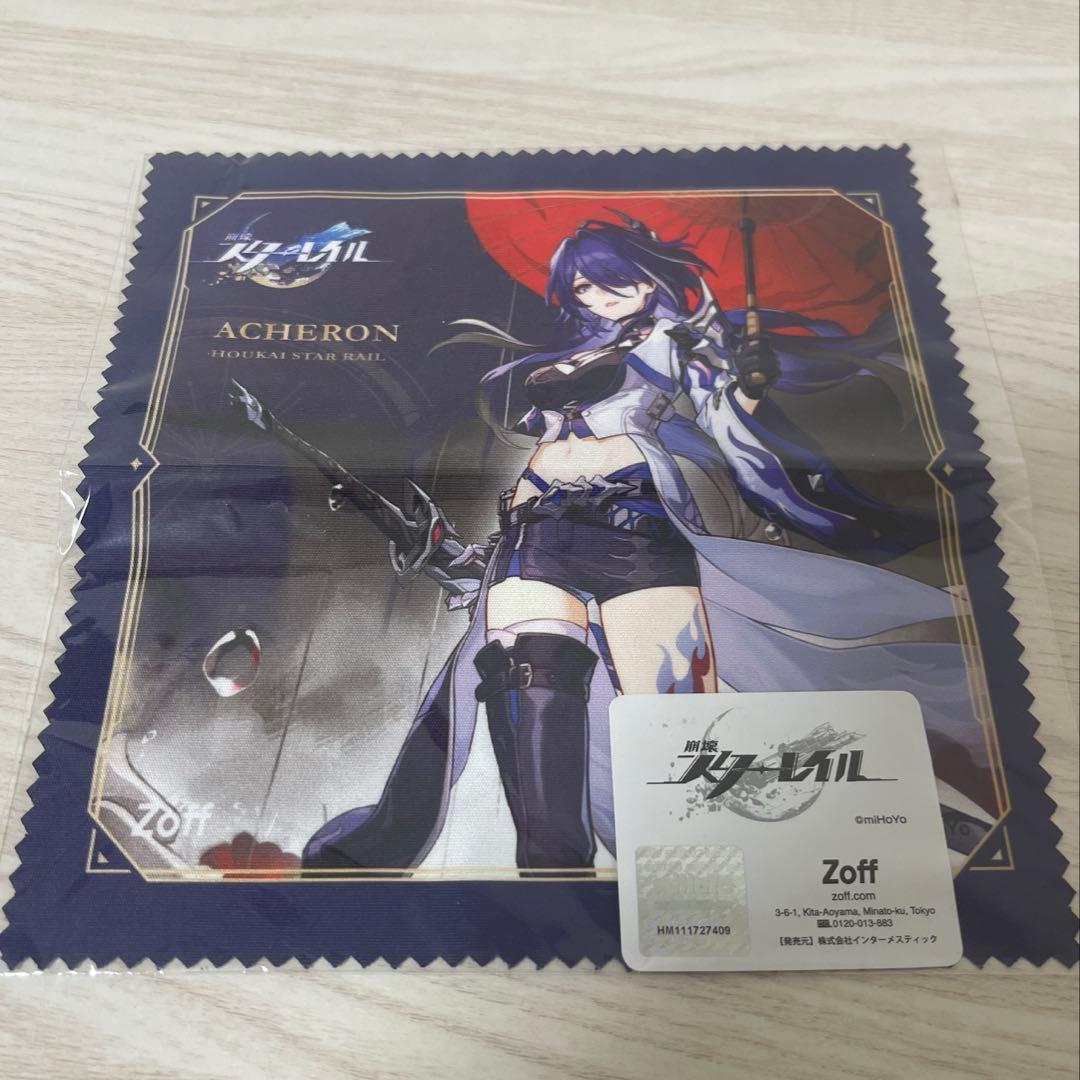 崩壊
スターレイル
ACHERON
HOUKAI STAR RAIL
Zoff
崩壊
スターレイル
©miHoYo
Zoff
zoff.com
3-6-1, Kita-Aoyama, Minato-ku, Tokyo
0120-013-883
【発売元】株式会社インターメスティック
HM111727409